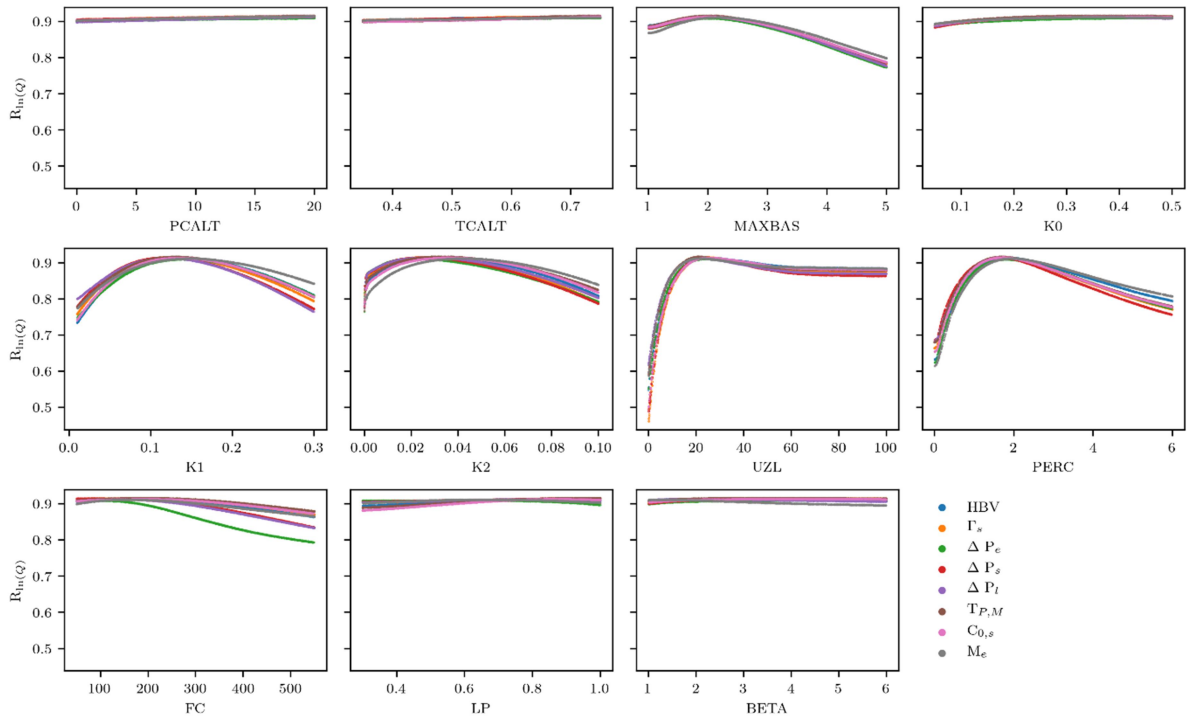 R_ln(Q)
0.9
0.8
0.7
0.6
0.5
0 5 10 15 20
PCALT
0.4 0.5 0.6 0.7
TCALT
1 2 3 4 5
MAXBAS
0.1 0.2 0.3 0.4 0.5
K0
R_ln(Q)
0.9
0.8
0.7
0.6
0.5
0.0 0.1 0.2 0.3
K1
0.00 0.02 0.04 0.06 0.08 0.10
K2
0 20 40 60 80 100
UZL
0 2 4 6
PERC
R_ln(Q)
0.9
0.8
0.7
0.6
0.5
100 200 300 400 500
FC
0.4 0.6 0.8 1.0
LP
1 2 3 4 5 6
BETA
HBV
Γ_s
Δ P_e
Δ P_s
Δ P_l
T_P,M
C_0,s
M_e